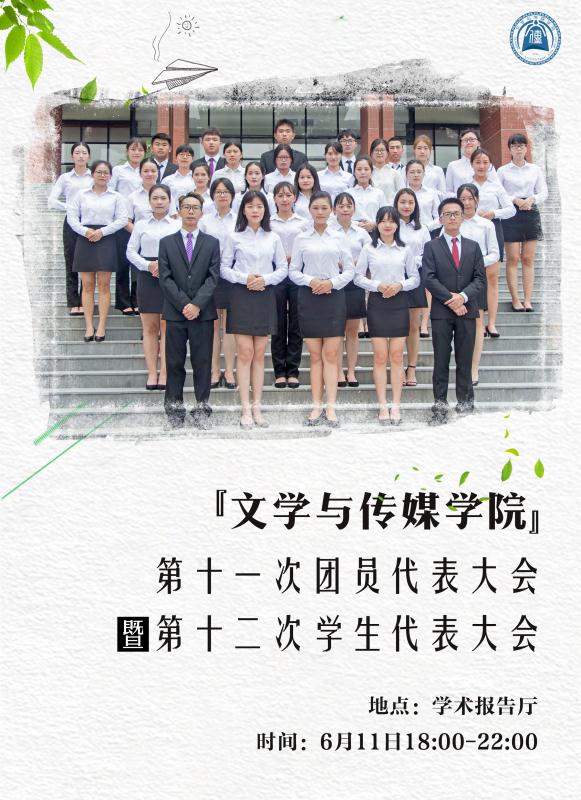 『文学与传媒学院』
第十一次团员代表大会
暨第十二次学生代表大会
地点：学术报告厅
时间：6月11日18:00-22:00